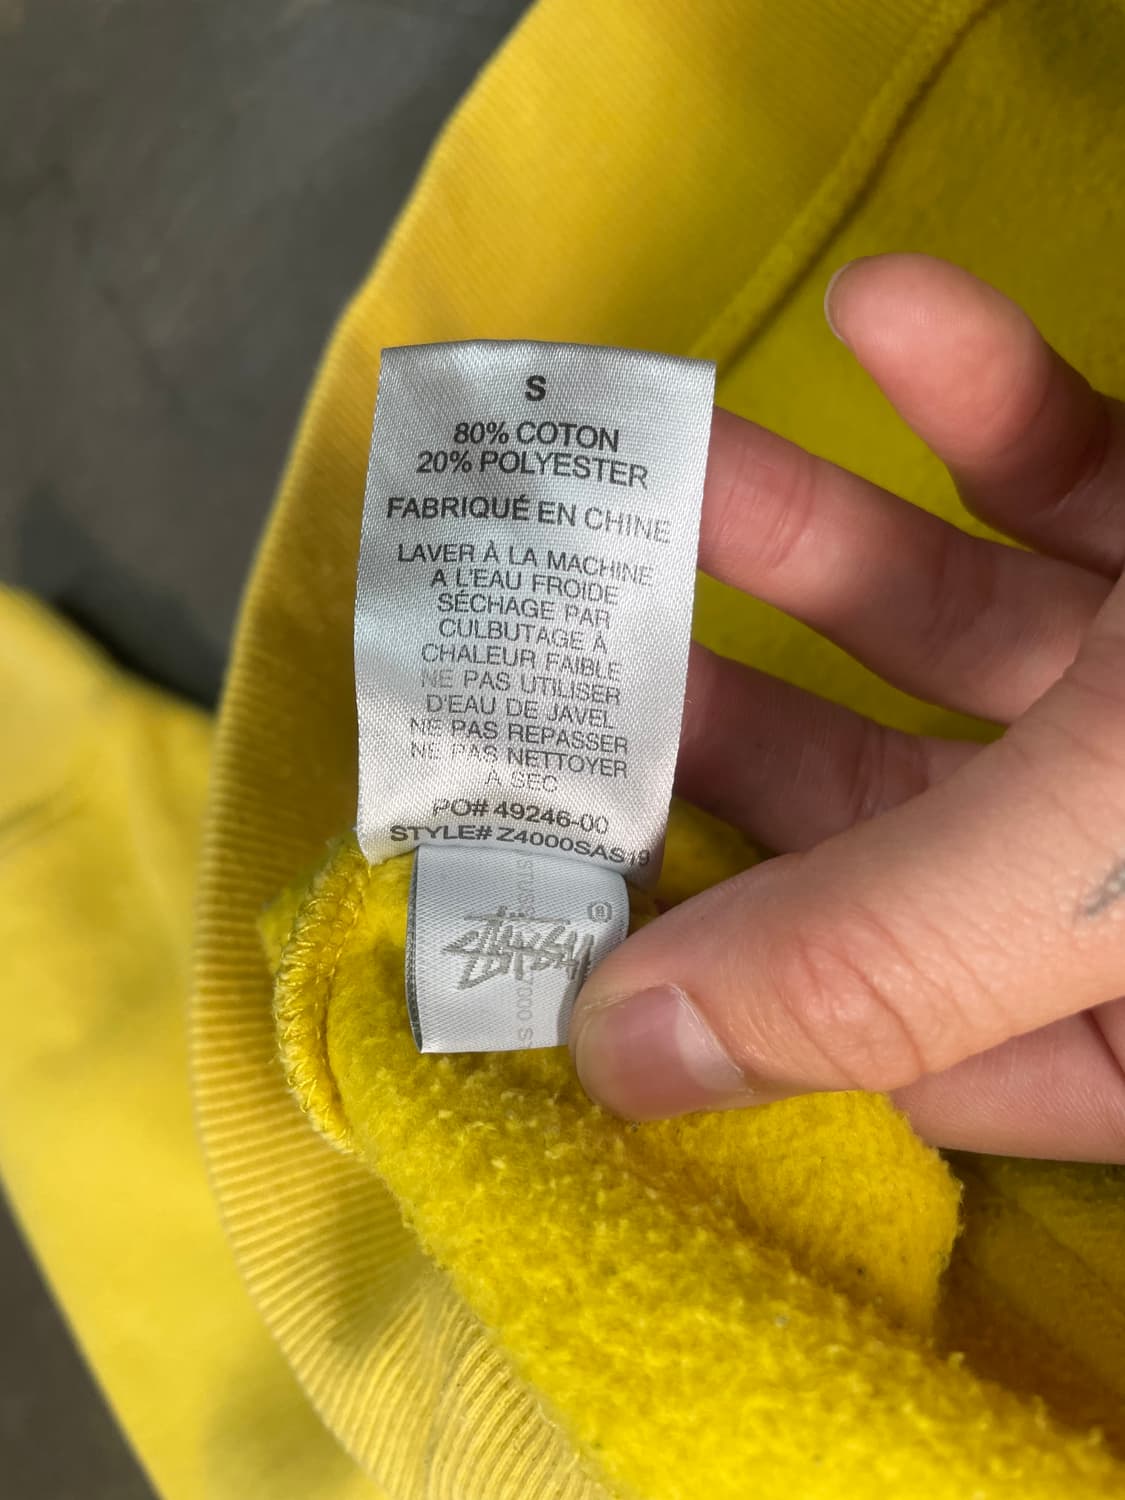 S
80% COTON
20% POLYESTER
FABRIQUÉ EN CHINE
LAVER À LA MACHINE
A L'EAU FROIDE
SÉCHAGE PAR
CULBUTAGE À
CHALEUR FAIBLE
NE PAS UTILISER
D'EAU DE JAVEL
NE PAS REPASSER
NE PAS NETTOYER
A SEC
PO# 49246-00
STYLE# Z4000SAS19
Stüssy ®